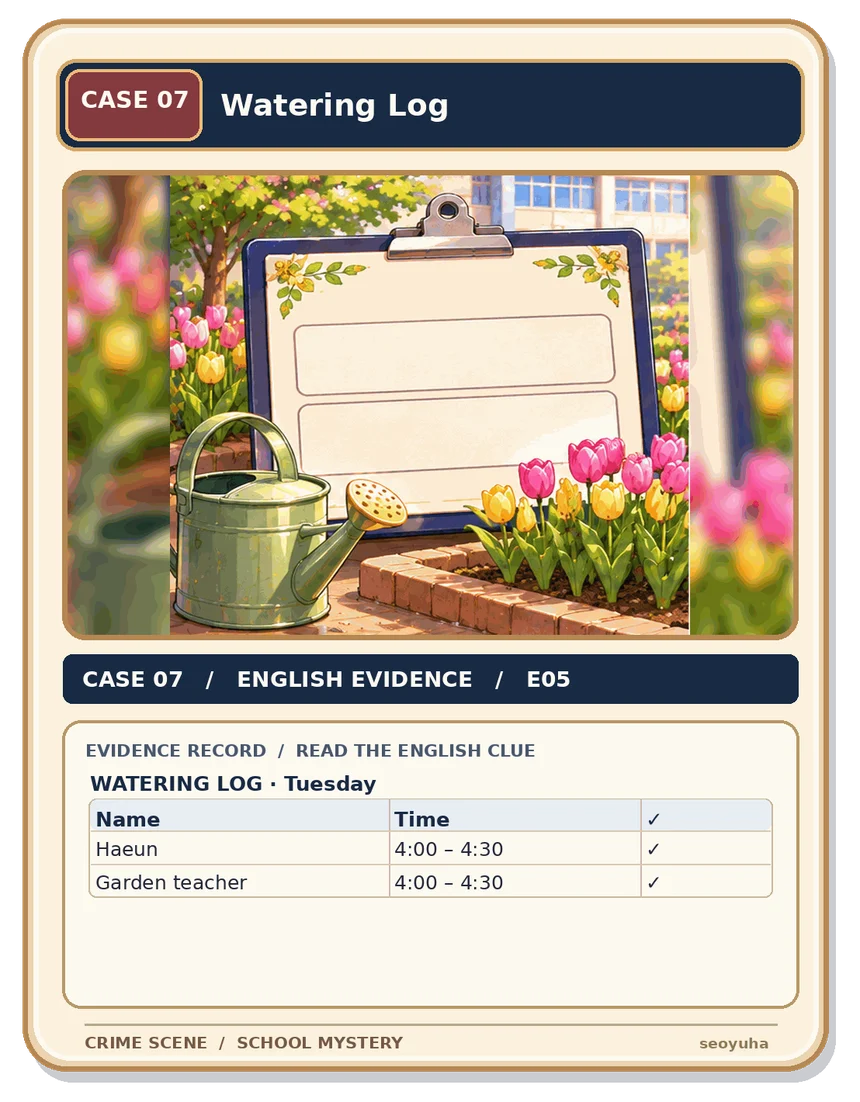 CASE 07 Watering Log
CASE 07 / ENGLISH EVIDENCE / E05
EVIDENCE RECORD / READ THE ENGLISH CLUE
WATERING LOG · Tuesday
Name Time ✓
Haeun 4:00 – 4:30 ✓
Garden teacher 4:00 – 4:30 ✓
CRIME SCENE / SCHOOL MYSTERY seoyuha